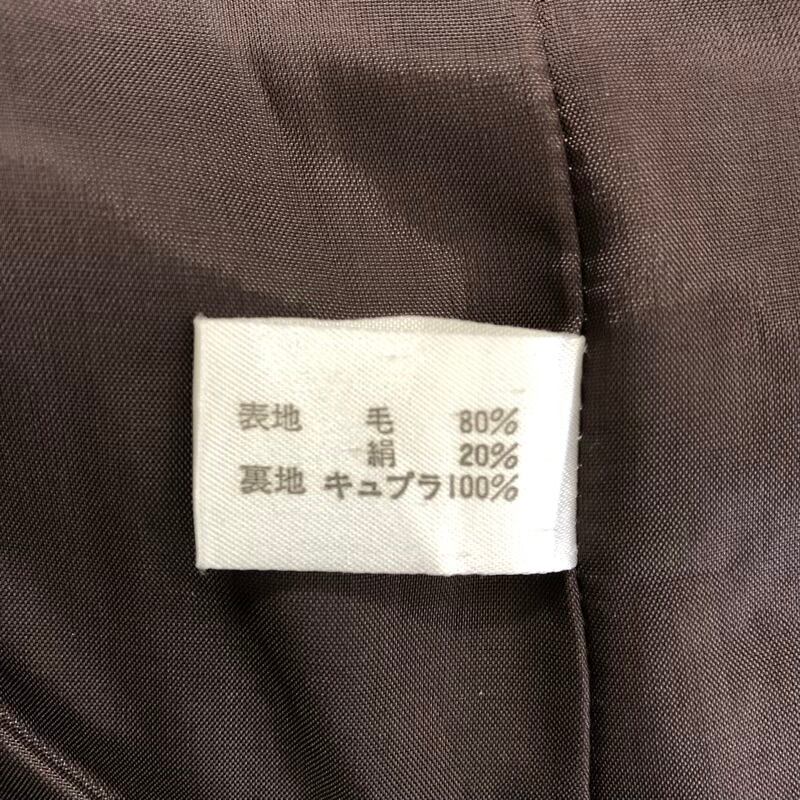 表地 毛 80%
絹 20%
裏地 キュプラ100%